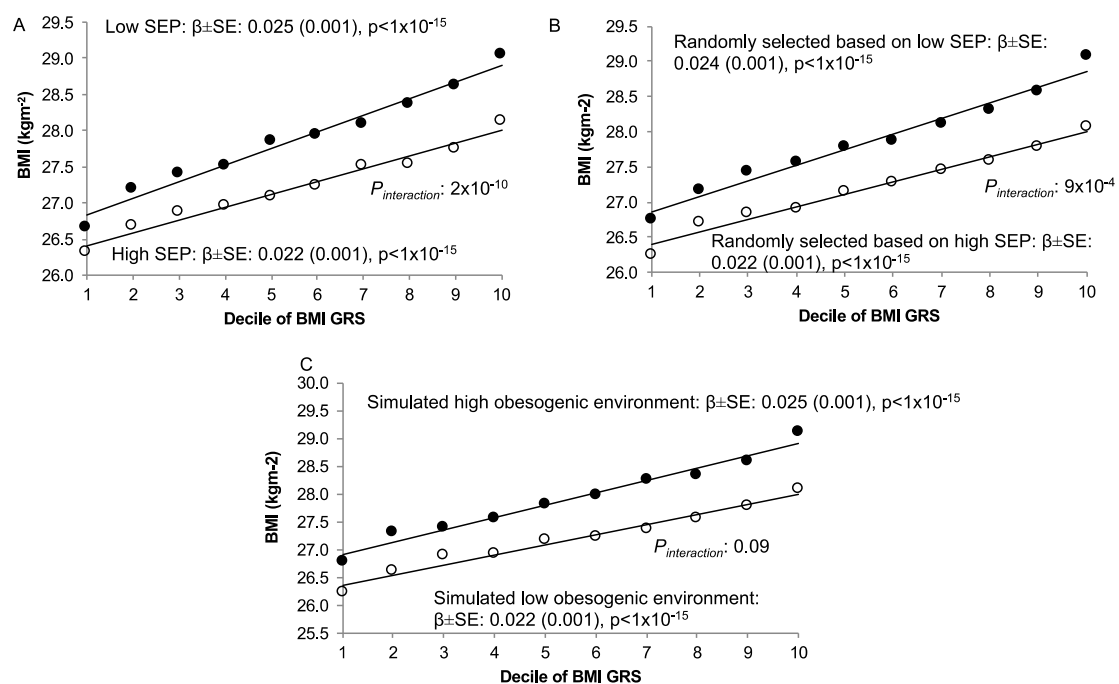 A
Low SEP: β±SE: 0.025 (0.001), p<1x10⁻¹⁵
29.5
29.0
28.5
28.0
27.5
27.0
26.5
26.0
BMI (kgm⁻²)
P interaction: 2x10⁻¹⁰
High SEP: β±SE: 0.022 (0.001), p<1x10⁻¹⁵
1 2 3 4 5 6 7 8 9 10
Decile of BMI GRS
B
Randomly selected based on low SEP: β±SE:
0.024 (0.001), p<1x10⁻¹⁵
29.5
29.0
28.5
28.0
27.5
27.0
26.5
26.0
BMI (kgm-2)
P interaction: 9x10⁻⁴
Randomly selected based on high SEP: β±SE:
0.022 (0.001), p<1x10⁻¹⁵
1 2 3 4 5 6 7 8 9 10
Decile of BMI GRS
C
Simulated high obesogenic environment: β±SE: 0.025 (0.001), p<1x10⁻¹⁵
30.0
29.5
29.0
28.5
28.0
27.5
27.0
26.5
26.0
25.5
BMI (kgm-2)
P interaction: 0.09
Simulated low obesogenic environment:
β±SE: 0.022 (0.001), p<1x10⁻¹⁵
1 2 3 4 5 6 7 8 9 10
Decile of BMI GRS